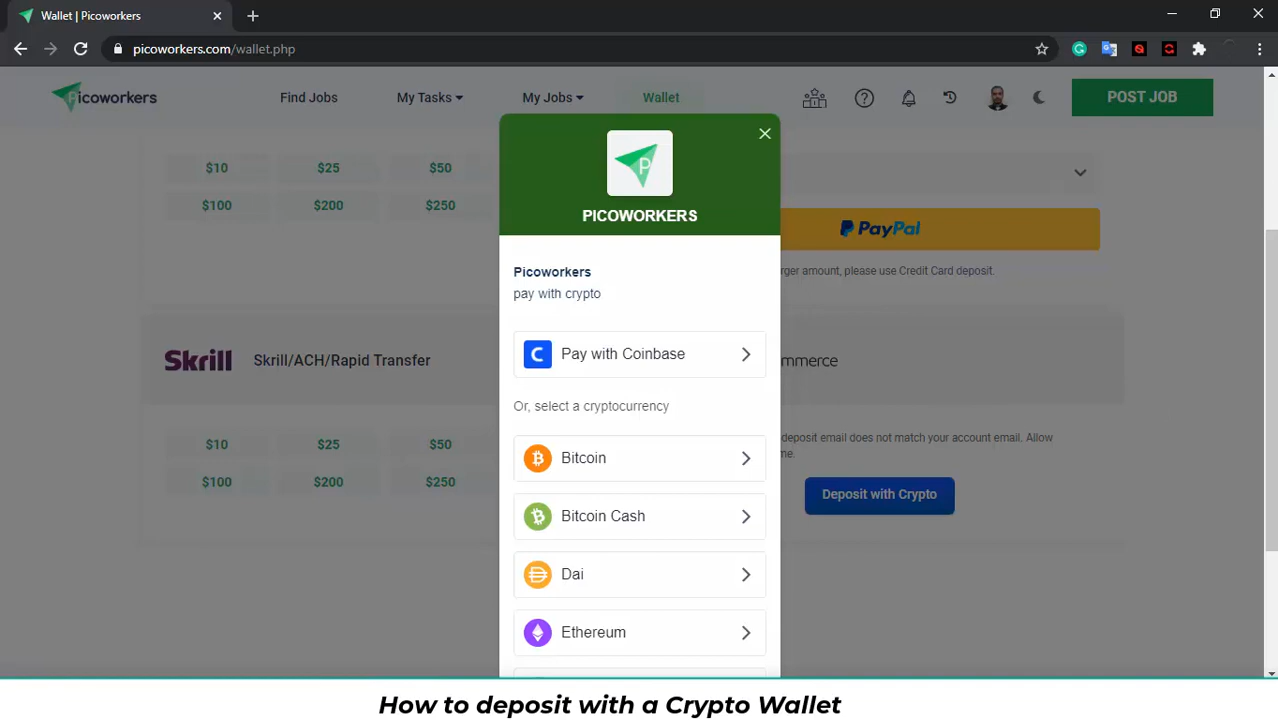 Wallet | Picoworkers
picoworkers.com/wallet.php
Picoworkers
Find Jobs
My Tasks
My Jobs
Wallet
POST JOB
P
PICOWORKERS
$10 $25 $50
$100 $200 $250
PayPal
rger amount, please use Credit Card deposit.
Picoworkers
pay with crypto
Pay with Coinbase
Or, select a cryptocurrency
Bitcoin
Bitcoin Cash
Dai
Ethereum
Skrill Skrill/ACH/Rapid Transfer
mmerce
$10 $25 $50
$100 $200 $250
deposit email does not match your account email. Allow
me.
Deposit with Crypto
How to deposit with a Crypto Wallet